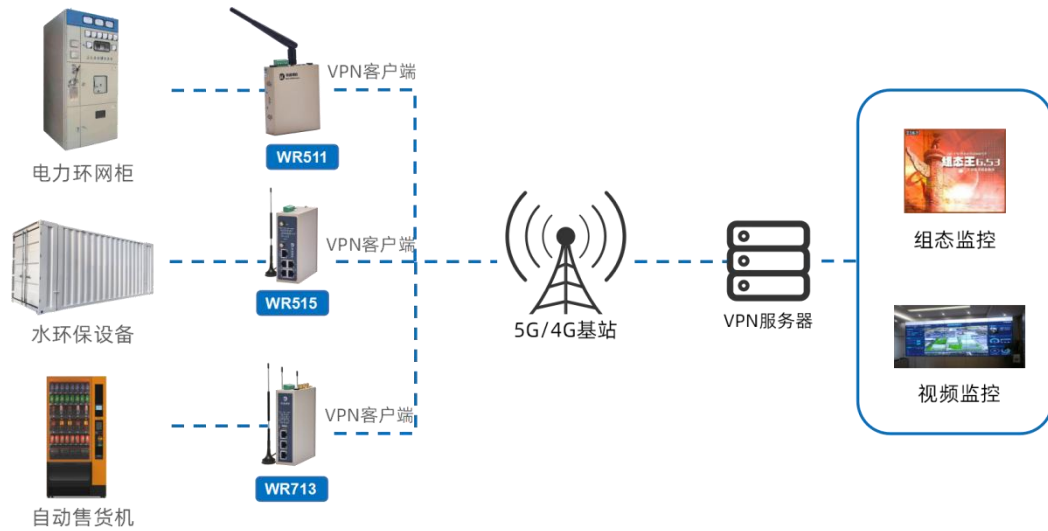 VPN客户端
WR511
电力环网柜
VPN客户端
WR515
水环保设备
VPN客户端
WR713
自动售货机
5G/4G基站
VPN服务器
组态王6.53
组态监控
视频监控